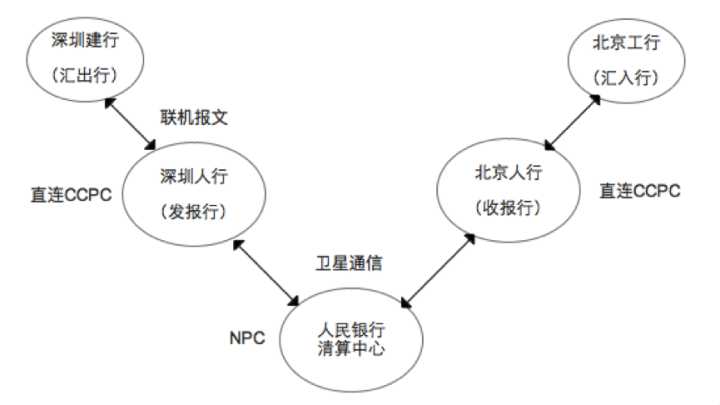 深圳建行
（汇出行）
北京工行
（汇入行）
联机报文
深圳人行
（发报行）
直连CCPC
北京人行
（收报行）
直连CCPC
卫星通信
NPC
人民银行
清算中心